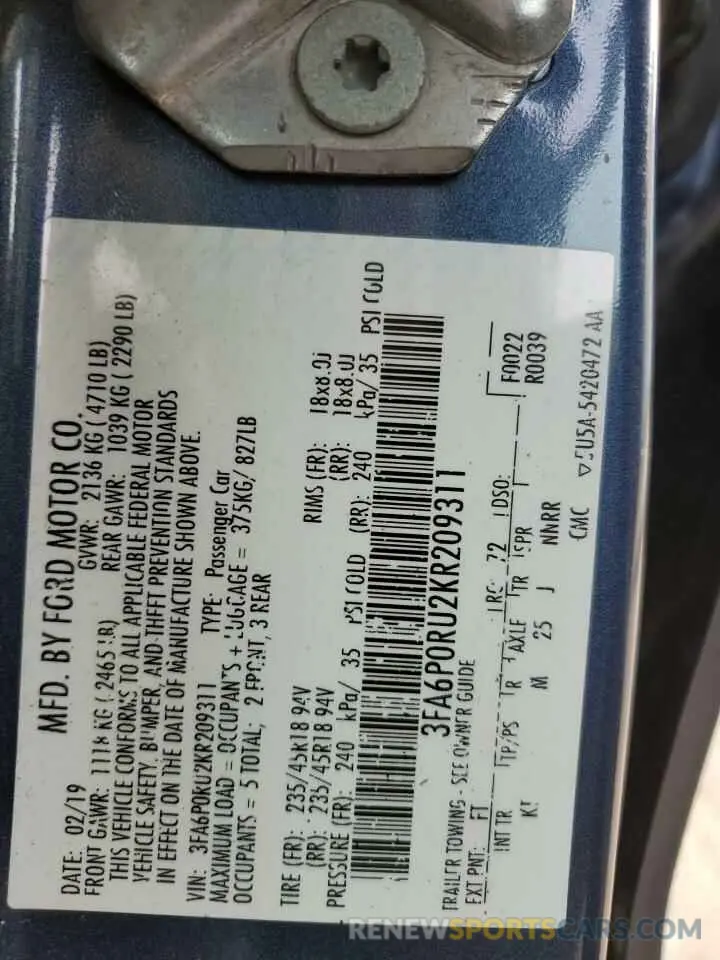 MFD. BY FORD MOTOR CO.
DATE: 02/19 GVWR: 2136 KG ( 4710 LB)
FRONT GAWR: 1118 KG ( 2465 LB) REAR GAWR: 1039 KG ( 2290 LB)
THIS VEHICLE CONFORMS TO ALL APPLICABLE FEDERAL MOTOR
VEHICLE SAFETY, BUMPER, AND THEFT PREVENTION STANDARDS
IN EFFECT ON THE DATE OF MANUFACTURE SHOWN ABOVE.
VIN: 3FA6P0RU2KR209311 TYPE: Passenger Car
MAXIMUM LOAD = OCCUPANTS + LUGGAGE = 375KG/ 827LB
OCCUPANTS = 5 TOTAL; 2 FRONT, 3 REAR
TIRE (FR): 235/45R18 94V RIMS (FR): 18x8.0J
(RR): 235/45R18 94V (RR): 18x8.0J
PRESSURE (FR): 240 kPa/ 35 PSI COLD (RR): 240 kPa/ 35 PSI COLD
3FA6P0RU2KR209311
TRAILER TOWING - SEE OWNER GUIDE
F0022
EXT PNT: FT RC: 72 DSO: R0039
INT TR TP/PS R AXLE TR SPR
M 25 J NNRR
CMC 5U5A-5420472 AA
RENEWSPORTSCARS.COM